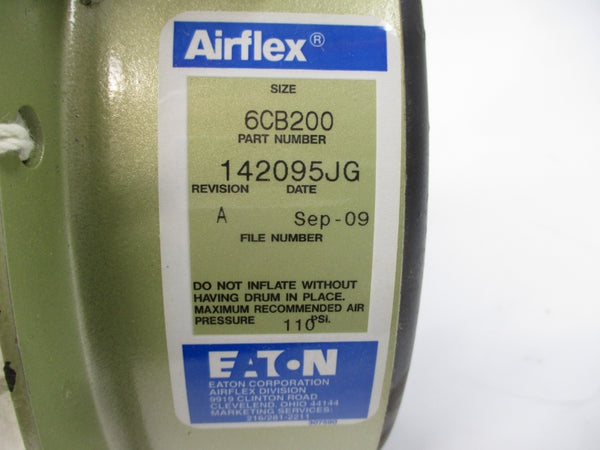 Airflex®
SIZE
6CB200
PART NUMBER
142095JG
REVISION DATE
A Sep-09
FILE NUMBER
DO NOT INFLATE WITHOUT
HAVING DRUM IN PLACE.
MAXIMUM RECOMMENDED AIR
PRESSURE 110 PSi.
EATON
EATON CORPORATION
AIRFLEX DIVISION
9919 CLINTON ROAD
CLEVELEND, OHIO 44144
MARKETING SERVICES:
216/281-2211